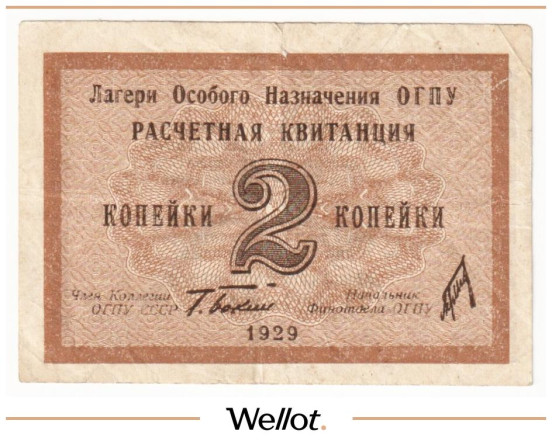 Лагери Особого Назначения ОГПУ
РАСЧЕТНАЯ КВИТАНЦИЯ
КОПЕЙКИ 2 КОПЕЙКИ
Член Коллегии
ОГПУ СССР Г. Бокий
Начальник
Финотдела ОГПУ
1929
Wellot.